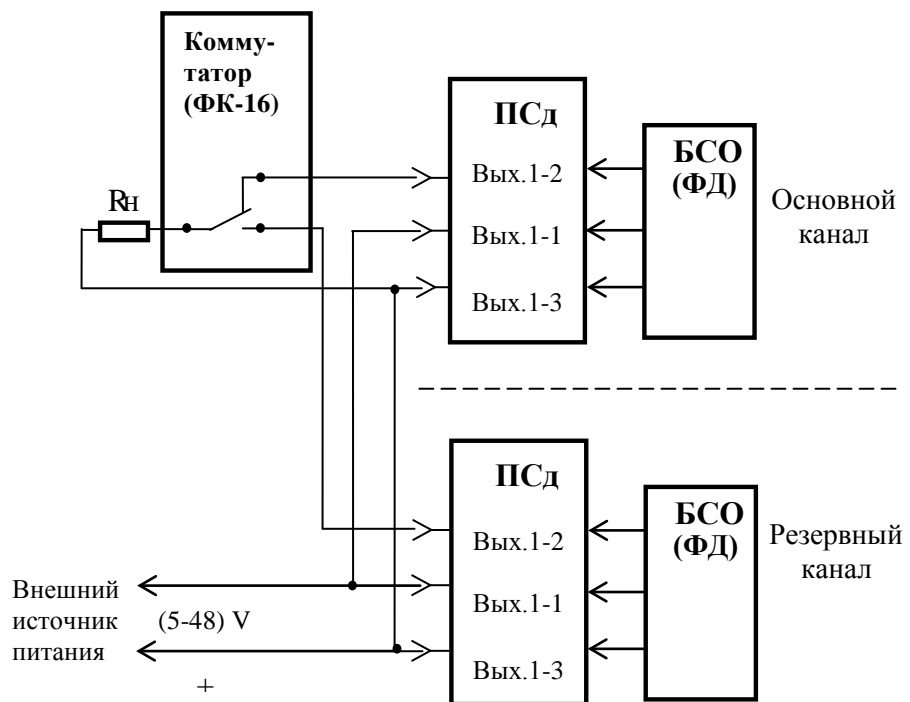 Комму-
татор
(ФК-16)
Rн
ПСд
Вых.1-2
Вых.1-1
Вых.1-3
БСО
(ФД)
Основной
канал
ПСд
Вых.1-2
Вых.1-1
Вых.1-3
БСО
(ФД)
Резервный
канал
Внешний
источник
питания
(5-48) V
+